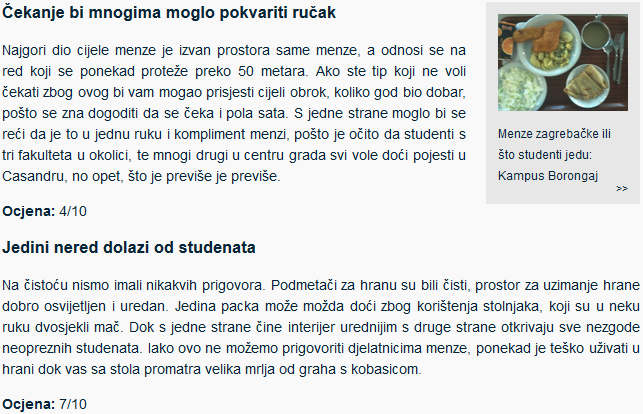 Čekanje bi mnogima moglo pokvariti ručak
Najgori dio cijele menze je izvan prostora same menze, a odnosi se na
red koji se ponekad proteže preko 50 metara. Ako ste tip koji ne voli
čekati zbog ovog bi vam mogao prisjesti cijeli obrok, koliko god bio dobar,
pošto se zna dogoditi da se čeka i pola sata. S jedne strane moglo bi se
reći da je to u jednu ruku i kompliment menzi, pošto je očito da studenti s
tri fakulteta u okolici, te mnogi drugi u centru grada svi vole doći pojesti u
Casandru, no opet, što je previše je previše.
Ocjena: 4/10
Menze zagrebačke ili
što studenti jedu:
Kampus Borongaj
>>
Jedini nered dolazi od studenata
Na čistoću nismo imali nikakvih prigovora. Podmetači za hranu su bili čisti, prostor za uzimanje hrane
dobro osvijetljen i uredan. Jedina packa može možda doći zbog korištenja stolnjaka, koji su u neku
ruku dvosjekli mač. Dok s jedne strane čine interijer urednijim s druge strane otkrivaju sve nezgode
neopreznih studenata. Iako ovo ne možemo prigovoriti djelatnicima menze, ponekad je teško uživati u
hrani dok vas sa stola promatra velika mrlja od graha s kobasicom.
Ocjena: 7/10